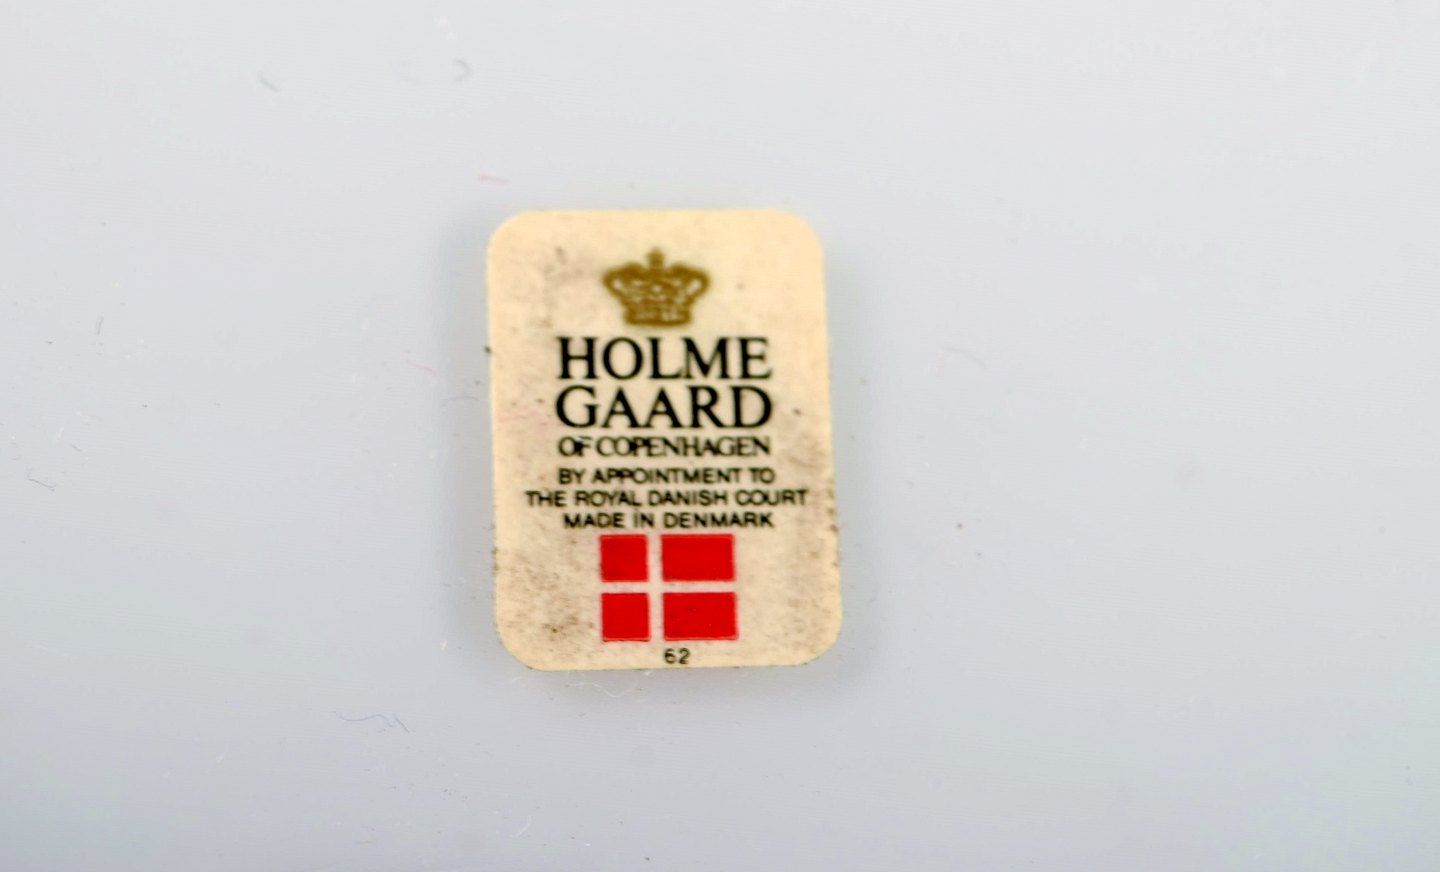 HOLME
GAARD
OF COPENHAGEN
BY APPOINTMENT TO
THE ROYAL DANISH COURT
MADE IN DENMARK
62